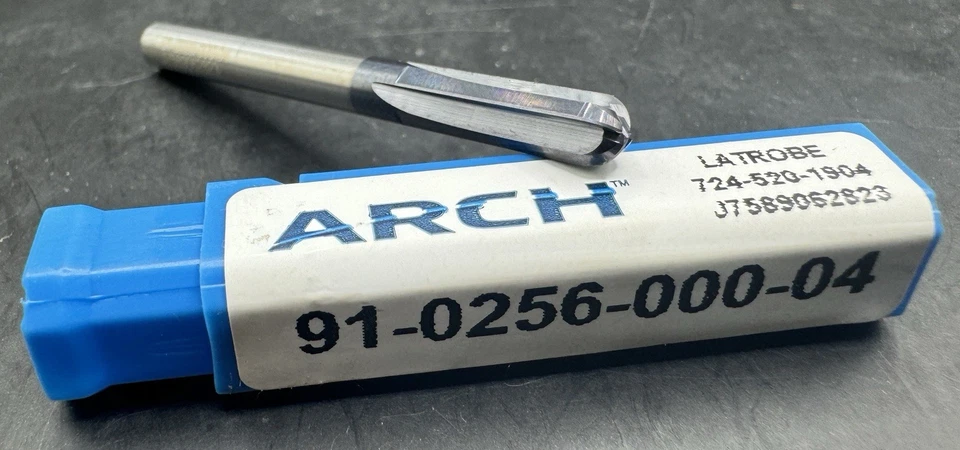 ARCH™
LATROBE
724-520-1904
J7589062823
91-0256-000-04